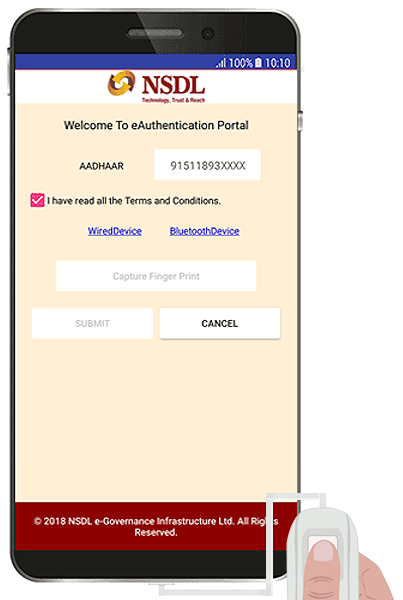 100% 10:10
NSDL
Technology, Trust & Reach
Welcome To eAuthentication Portal
AADHAAR 91511893XXXX
I have read all the Terms and Conditions.
WiredDevice BluetoothDevice
Capture Finger Print
SUBMIT CANCEL
© 2018 NSDL e-Governance Infrastructure Ltd. All Rights
Reserved.